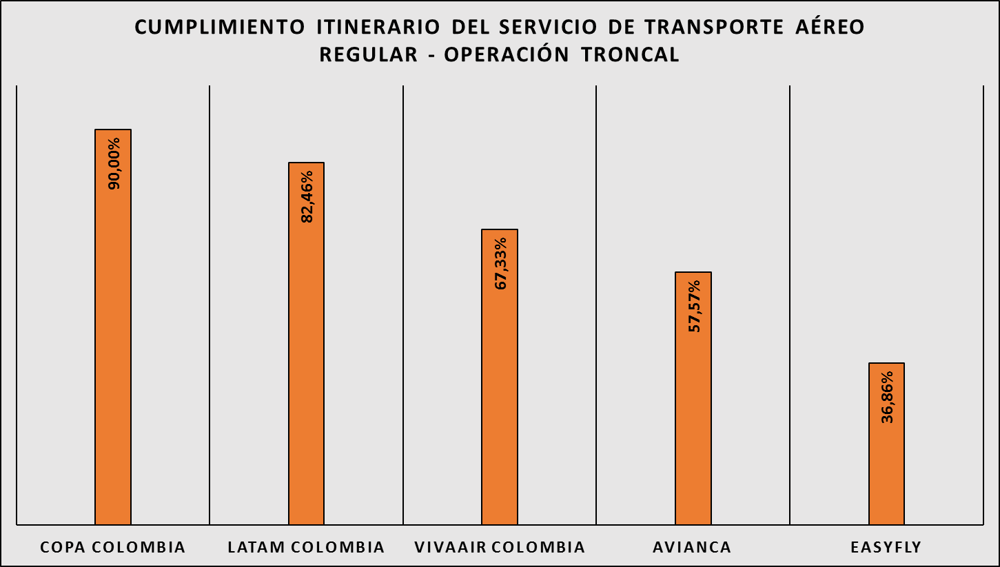 CUMPLIMIENTO ITINERARIO DEL SERVICIO DE TRANSPORTE AÉREO
REGULAR - OPERACIÓN TRONCAL
90,00%
82,46%
67,33%
57,57%
36,86%
COPA COLOMBIA
LATAM COLOMBIA
VIVAAIR COLOMBIA
AVIANCA
EASYFLY